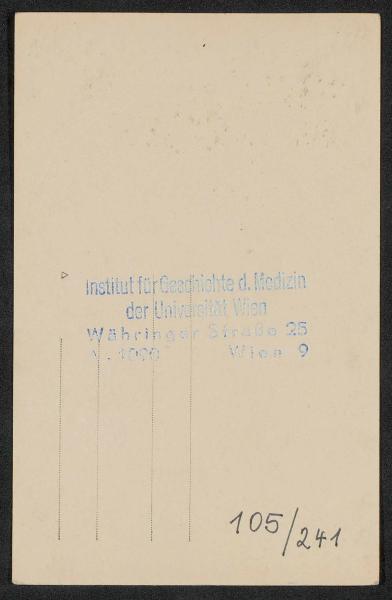 Institut für Geschichte d. Medizin
der Universität Wien
Währinger Straße 25
A - 1090 Wien 9
105/241